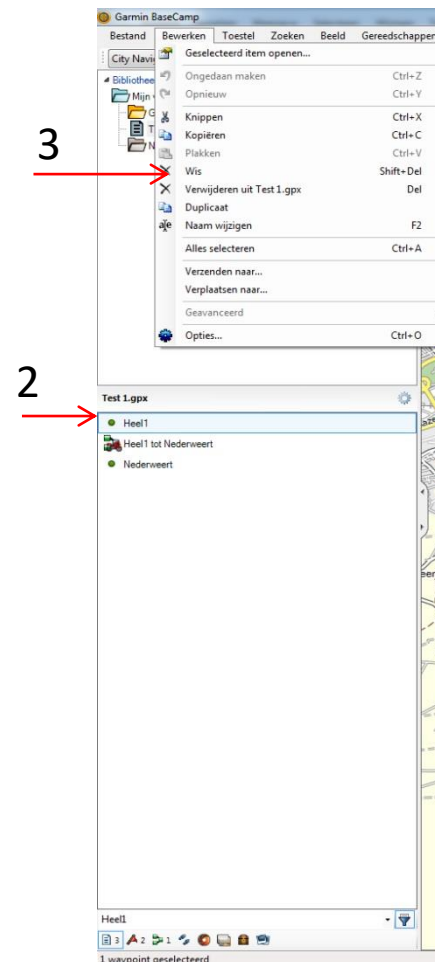 Garmin BaseCamp
Bestand Bewerken Toestel Zoeken Beeld Gereedschappen
City Navi
Geselecteerd item openen...
Bibliothee
Ongedaan maken Ctrl+Z
Mijn
Opnieuw Ctrl+Y
G
Knippen Ctrl+X
T
Kopiëren Ctrl+C
N
Plakken Ctrl+V
3
Wis Shift+Del
Verwijderen uit Test 1.gpx Del
Duplicaat
Naam wijzigen F2
Alles selecteren Ctrl+A
Verzenden naar...
Verplaatsen naar...
Geavanceerd
Opties... Ctrl+O
2
Test 1.gpx
Heel1
Heel1 tot Nederweert
Nederweert
Heel1
3 2 1
1 waypoint geselecteerd